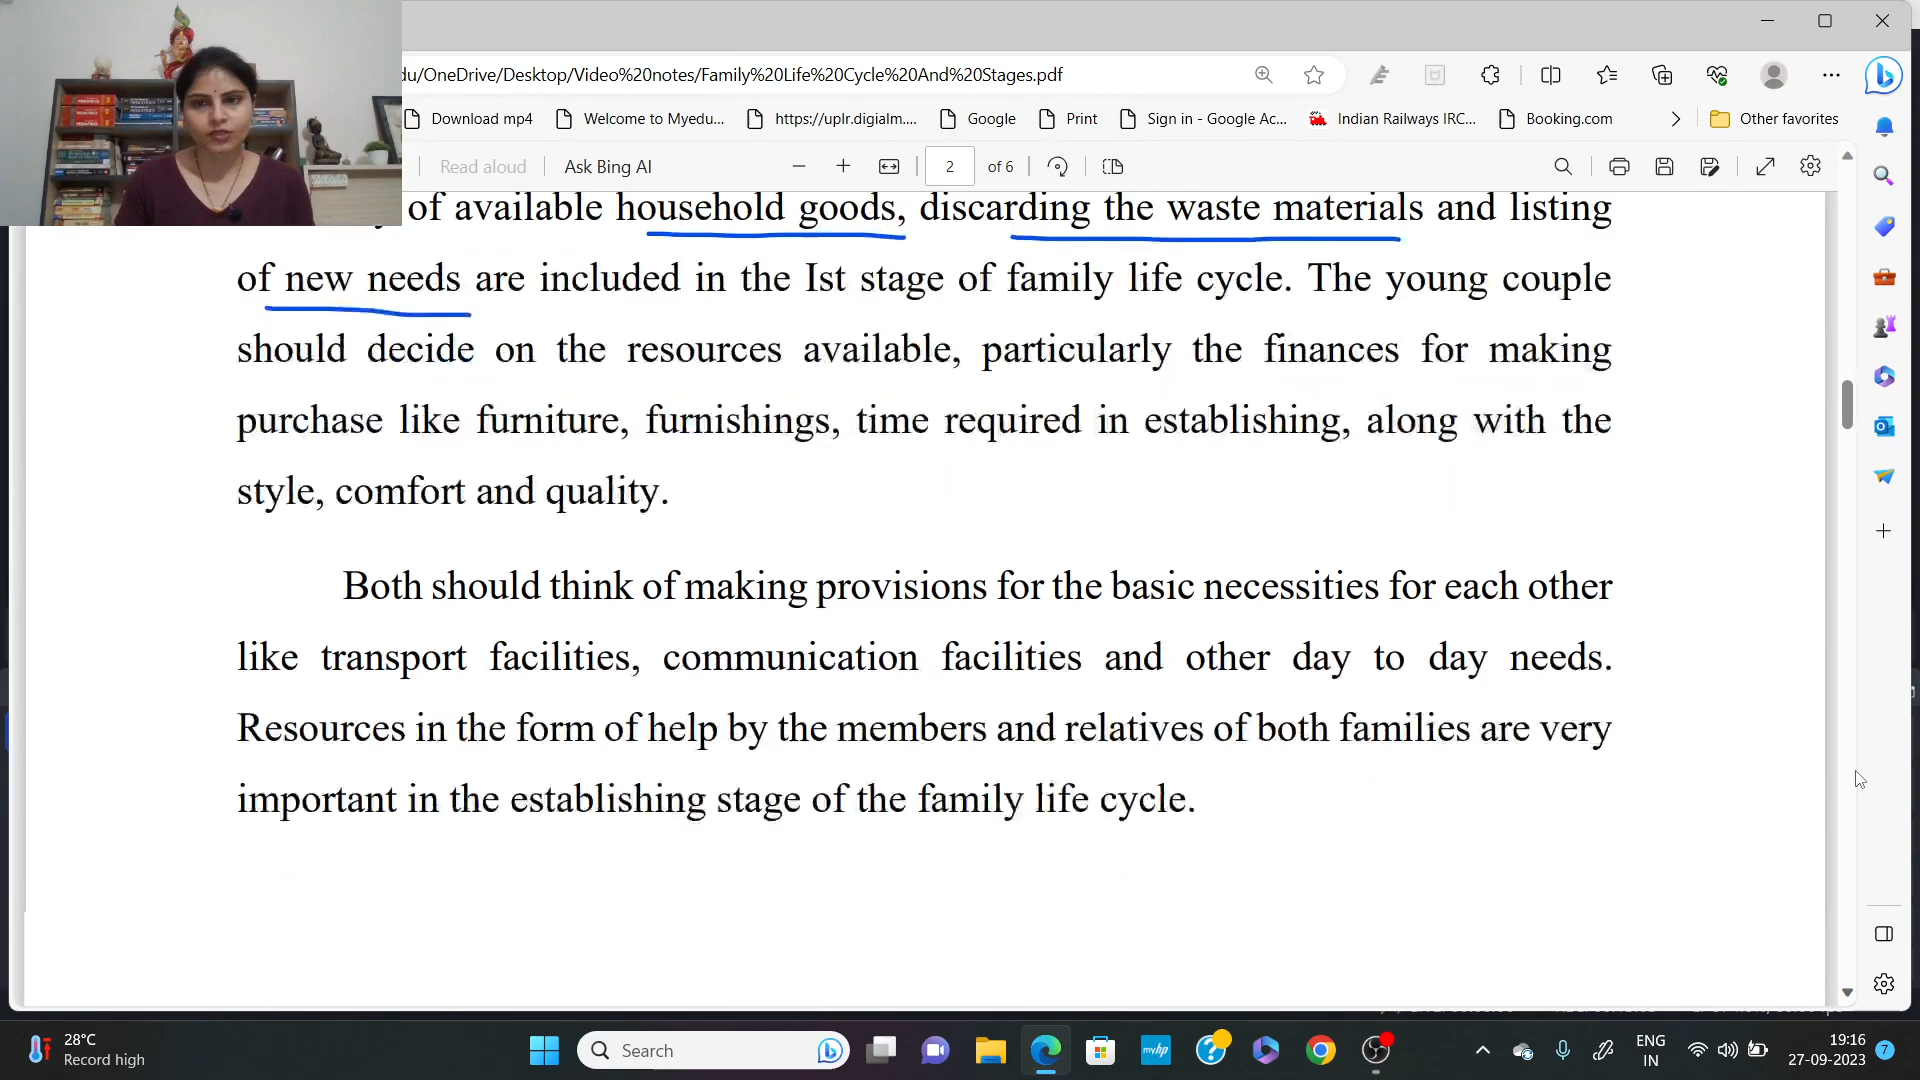 du/OneDrive/Desktop/Video%20notes/Family%20Life%20Cycle%20And%20Stages.pdf
Download mp4 Welcome to Myedu... https://uplr.digialm.... Google Print Sign in - Google Ac... Indian Railways IRC... Booking.com Other favorites
Read aloud Ask Bing AI 2 of 6
of available household goods, discarding the waste materials and listing
of new needs are included in the Ist stage of family life cycle. The young couple
should decide on the resources available, particularly the finances for making
purchase like furniture, furnishings, time required in establishing, along with the
style, comfort and quality.
Both should think of making provisions for the basic necessities for each other
like transport facilities, communication facilities and other day to day needs.
Resources in the form of help by the members and relatives of both families are very
important in the establishing stage of the family life cycle.
28°C
Record high
Search
myhp
ENG
IN
19:16
27-09-2023
7